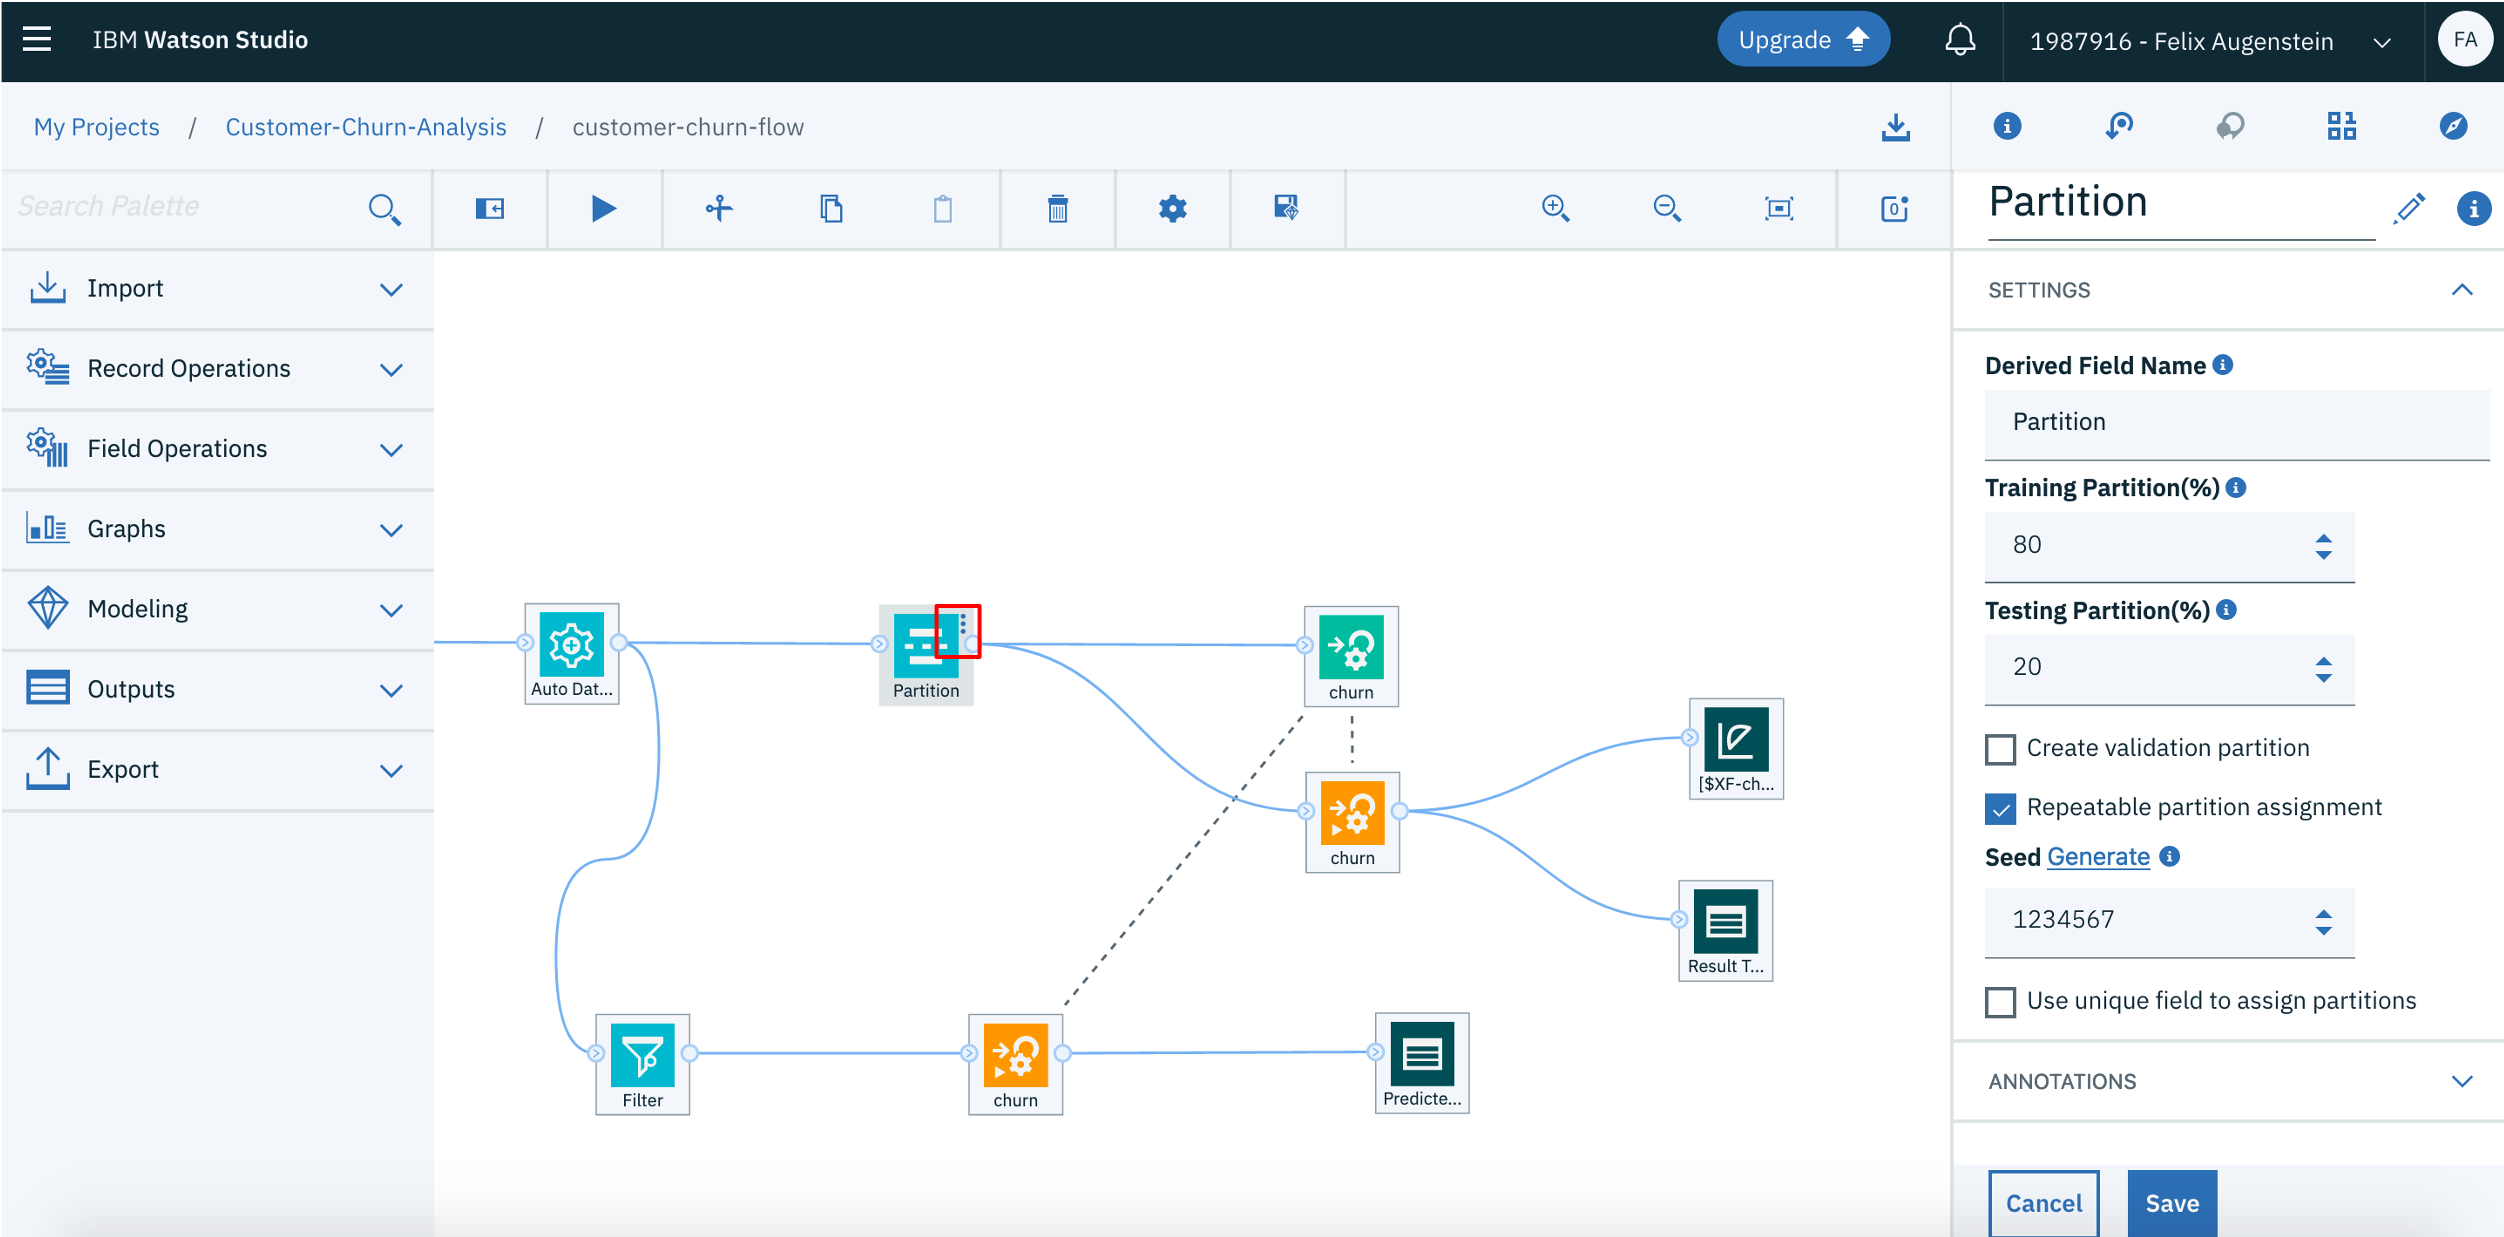 IBM Watson Studio
Upgrade
1987916 - Felix Augenstein
FA
My Projects / Customer-Churn-Analysis / customer-churn-flow
Search Palette
0
Import
Record Operations
Field Operations
Graphs
Modeling
Outputs
Export
Auto Dat...
Partition
churn
[$XF-ch...
churn
Result T...
Filter
churn
Predicte...
Partition
SETTINGS
Derived Field Name
Partition
Training Partition(%)
80
Testing Partition(%)
20
Create validation partition
Repeatable partition assignment
Seed Generate
1234567
Use unique field to assign partitions
ANNOTATIONS
Cancel
Save